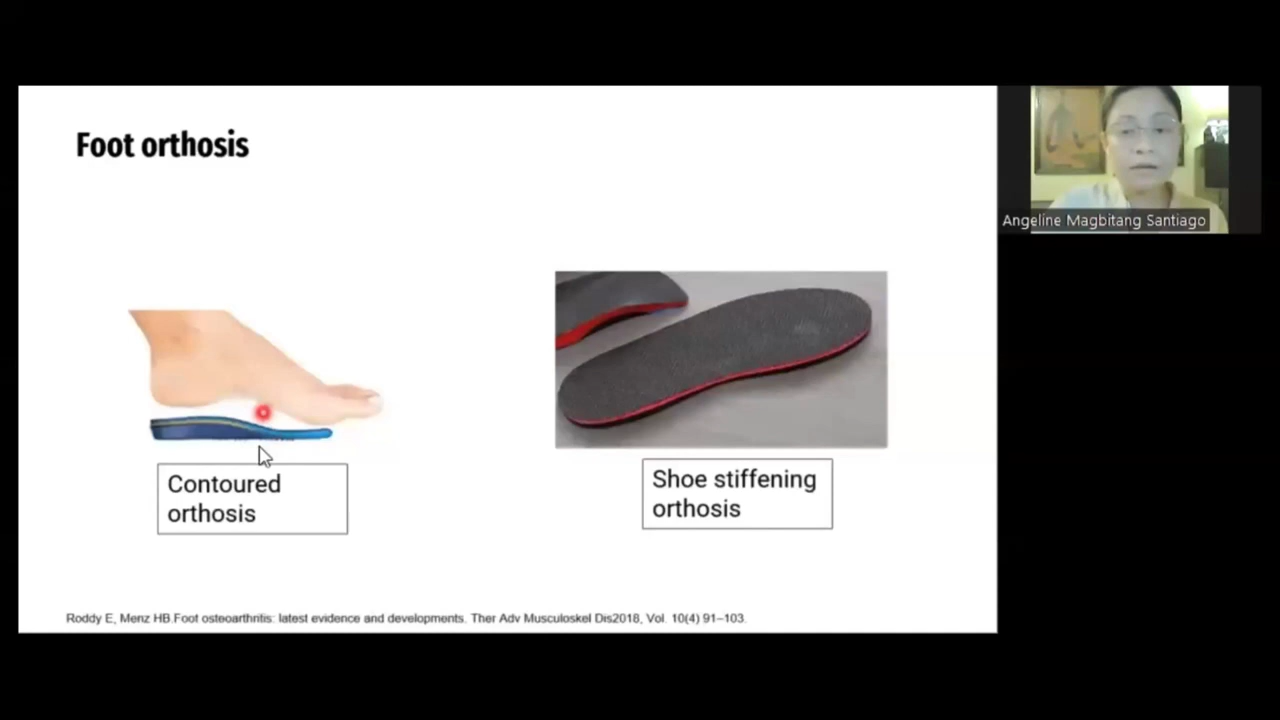 Foot orthosis
Angeline Magbitang Santiago
Contoured
orthosis
Shoe stiffening
orthosis
Roddy E, Menz HB.Foot osteoarthritis: latest evidence and developments. Ther Adv Musculoskel Dis2018, Vol. 10(4) 91–103.